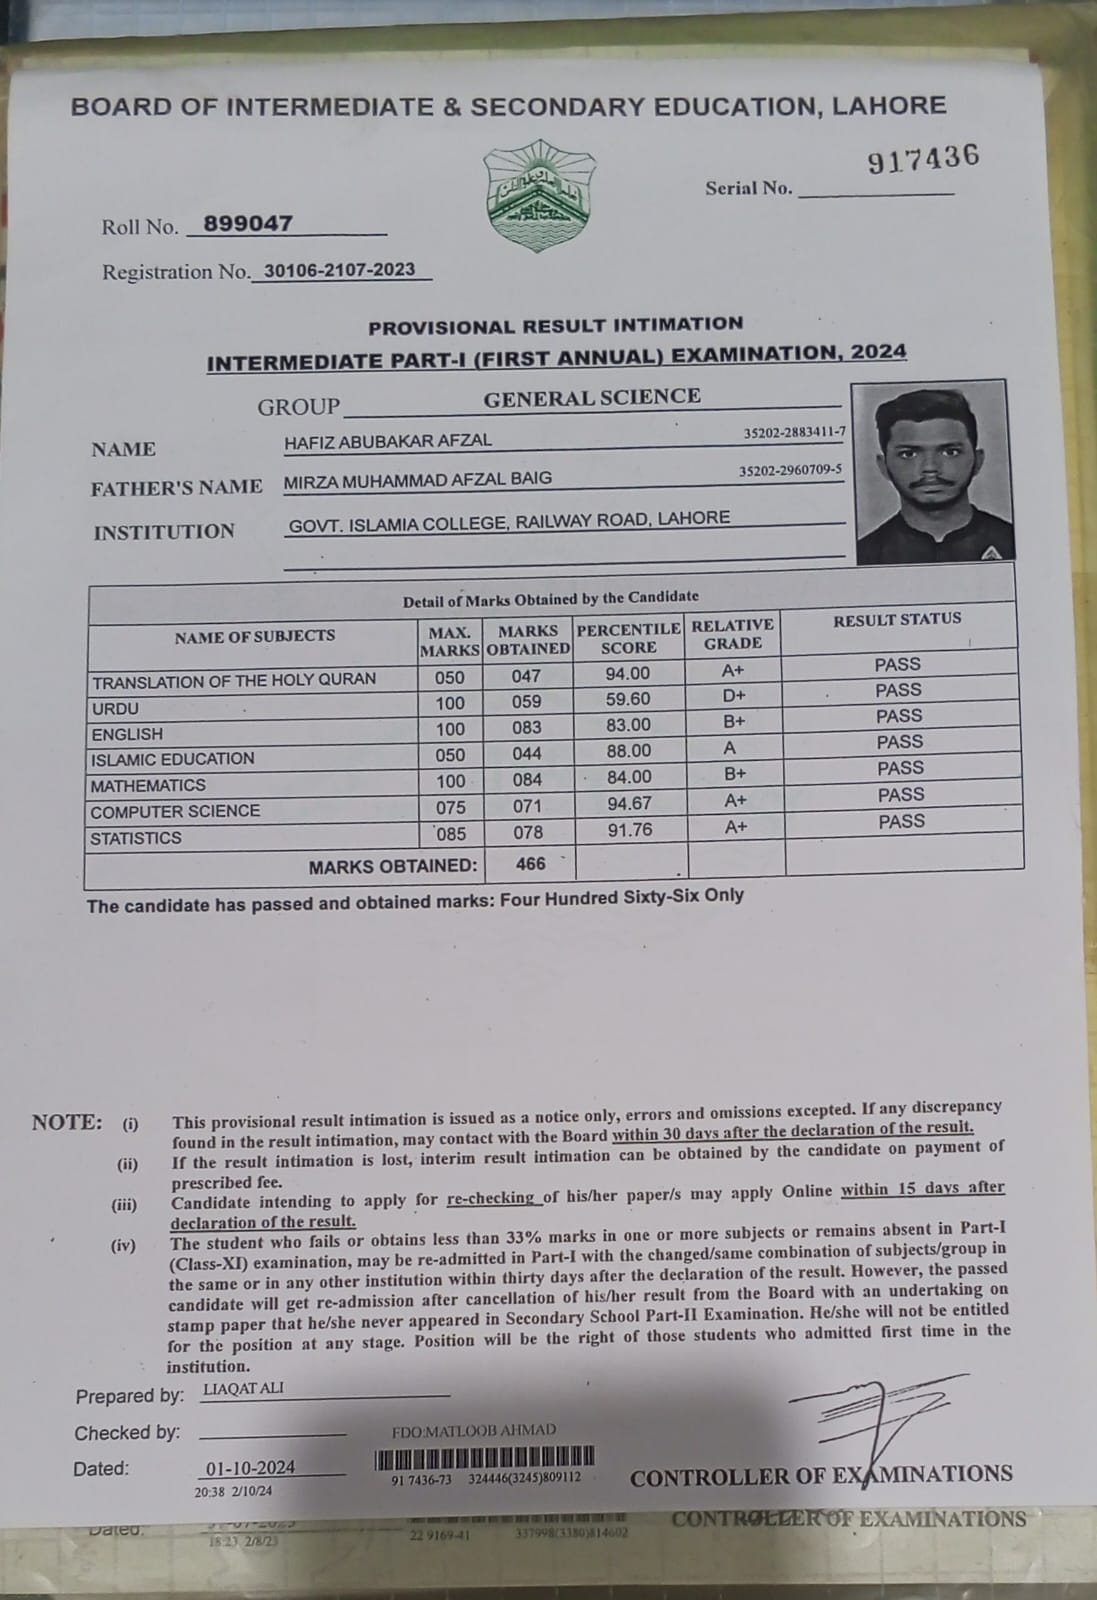 BOARD OF INTERMEDIATE & SECONDARY EDUCATION, LAHORE
917436
Serial No.
Roll No. 899047
Registration No. 30106-2107-2023
PROVISIONAL RESULT INTIMATION
INTERMEDIATE PART-I (FIRST ANNUAL) EXAMINATION, 2024
GROUP GENERAL SCIENCE
NAME HAFIZ ABUBAKAR AFZAL 35202-2883411-7
FATHER'S NAME MIRZA MUHAMMAD AFZAL BAIG 35202-2960709-5
INSTITUTION GOVT. ISLAMIA COLLEGE, RAILWAY ROAD, LAHORE
Detail of Marks Obtained by the Candidate
NAME OF SUBJECTS MAX. MARKS MARKS OBTAINED PERCENTILE SCORE RELATIVE GRADE RESULT STATUS
TRANSLATION OF THE HOLY QURAN 050 047 94.00 A+ PASS
URDU 100 059 59.60 D+ PASS
ENGLISH 100 083 83.00 B+ PASS
ISLAMIC EDUCATION 050 044 88.00 A PASS
MATHEMATICS 100 084 84.00 B+ PASS
COMPUTER SCIENCE 075 071 94.67 A+ PASS
STATISTICS 085 078 91.76 A+ PASS
MARKS OBTAINED: 466
The candidate has passed and obtained marks: Four Hundred Sixty-Six Only
NOTE: (i) This provisional result intimation is issued as a notice only, errors and omissions excepted. If any discrepancy
found in the result intimation, may contact with the Board within 30 days after the declaration of the result.
(ii) If the result intimation is lost, interim result intimation can be obtained by the candidate on payment of
prescribed fee.
(iii) Candidate intending to apply for re-checking of his/her paper/s may apply Online within 15 days after
declaration of the result.
(iv) The student who fails or obtains less than 33% marks in one or more subjects or remains absent in Part-I
(Class-XI) examination, may be re-admitted in Part-I with the changed/same combination of subjects/group in
the same or in any other institution within thirty days after the declaration of the result. However, the passed
candidate will get re-admission after cancellation of his/her result from the Board with an undertaking on
stamp paper that he/she never appeared in Secondary School Part-II Examination. He/she will not be entitled
for the position at any stage. Position will be the right of those students who admitted first time in the
institution.
Prepared by: LIAQAT ALI
Checked by:
FDO:MATLOOB AHMAD
Dated: 01-10-2024
20:38 2/10/24
91 7436-73 324446(3245)809112
CONTROLLER OF EXAMINATIONS
Dated:
18:23 2/8/23
22 9169-41 337998(3380)814602
CONTROLLER OF EXAMINATIONS